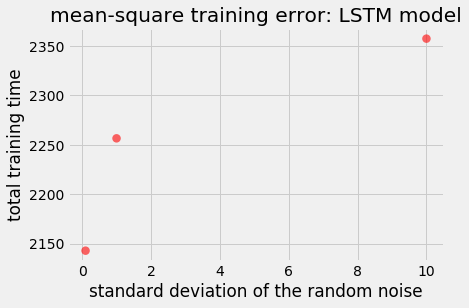 mean-square training error: LSTM model
total training time
2350
2300
2250
2200
2150
0 2 4 6 8 10
standard deviation of the random noise